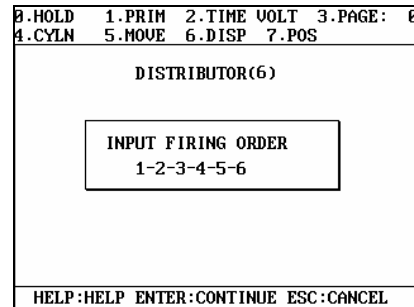 0.HOLD 1.PRIM 2.TIME VOLT 3.PAGE: 0
4.CYLN 5.MOVE 6.DISP 7.POS
DISTRIBUTOR(6)
INPUT FIRING ORDER
1-2-3-4-5-6
HELP:HELP ENTER:CONTINUE ESC:CANCEL